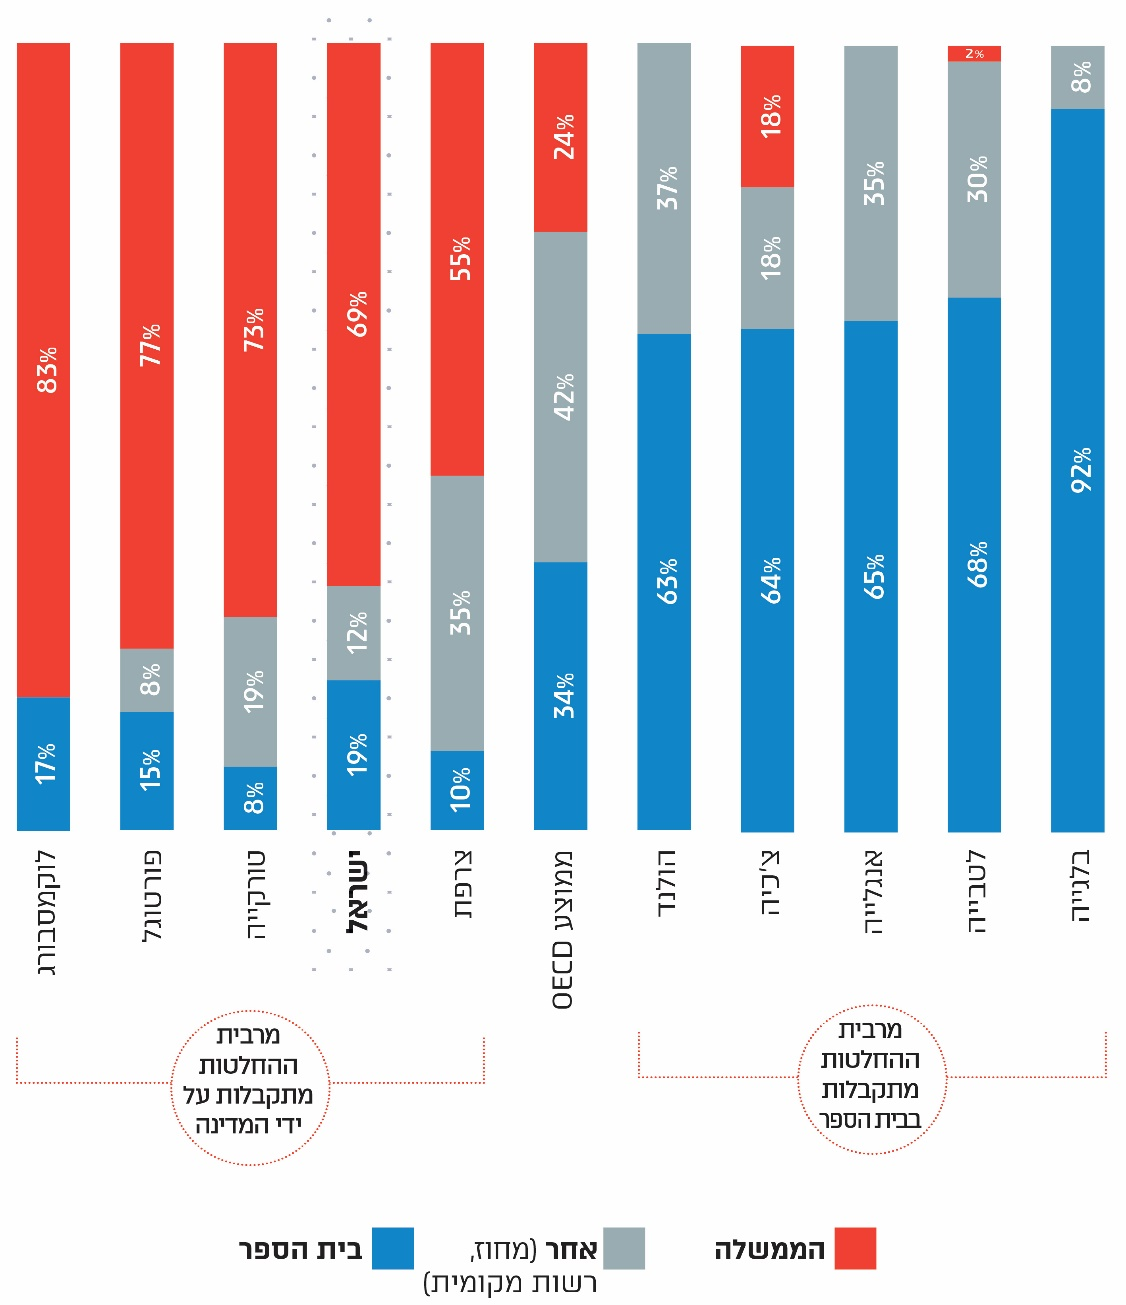 83%
17%
לוקמסבורג
77%
8%
15%
פורטוגל
73%
19%
8%
טורקייה
69%
12%
19%
ישראל
55%
35%
10%
צרפת
24%
42%
34%
ממוצע OECD
37%
63%
הולנד
18%
18%
64%
צ'כיה
35%
65%
אנגלייה
2%
30%
68%
לטבייה
8%
92%
בלגייה
מרבית
ההחלטות
מתקבלות על
ידי המדינה
מרבית
ההחלטות
מתקבלות
בבית הספר
הממשלה
אחר (מחוז,
רשות מקומית)
בית הספר